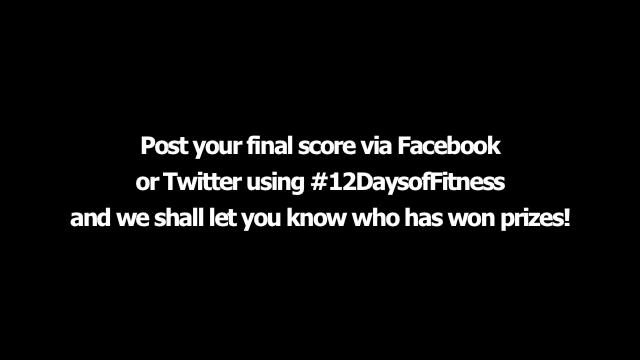 Post your final score via Facebook
or Twitter using #12DaysofFitness
and we shall let you know who has won prizes!